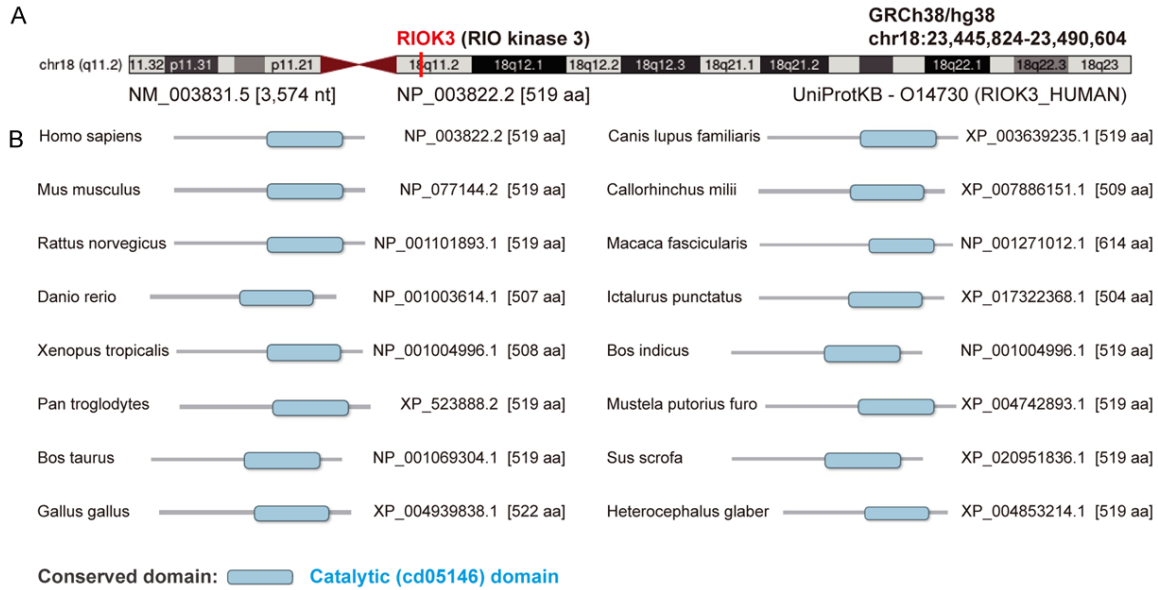 A
GRCh38/hg38
RIOK3 (RIO kinase 3)
chr18:23,445,824-23,490,604
chr18 (q11.2) 11.32 p11.31 p11.21 18q11.2 18q12.1 18q12.2 18q12.3 18q21.1 18q21.2 18q22.1 18q22.3 18q23
NM_003831.5 [3,574 nt] NP_003822.2 [519 aa] UniProtKB - O14730 (RIOK3_HUMAN)
B
Homo sapiens NP_003822.2 [519 aa]
Mus musculus NP_077144.2 [519 aa]
Rattus norvegicus NP_001101893.1 [519 aa]
Danio rerio NP_001003614.1 [507 aa]
Xenopus tropicalis NP_001004996.1 [508 aa]
Pan troglodytes XP_523888.2 [519 aa]
Bos taurus NP_001069304.1 [519 aa]
Gallus gallus XP_004939838.1 [522 aa]
Canis lupus familiaris XP_003639235.1 [519 aa]
Callorhinchus milii XP_007886151.1 [509 aa]
Macaca fascicularis NP_001271012.1 [614 aa]
Ictalurus punctatus XP_017322368.1 [504 aa]
Bos indicus NP_001004996.1 [519 aa]
Mustela putorius furo XP_004742893.1 [519 aa]
Sus scrofa XP_020951836.1 [519 aa]
Heterocephalus glaber XP_004853214.1 [519 aa]
Conserved domain: Catalytic (cd05146) domain